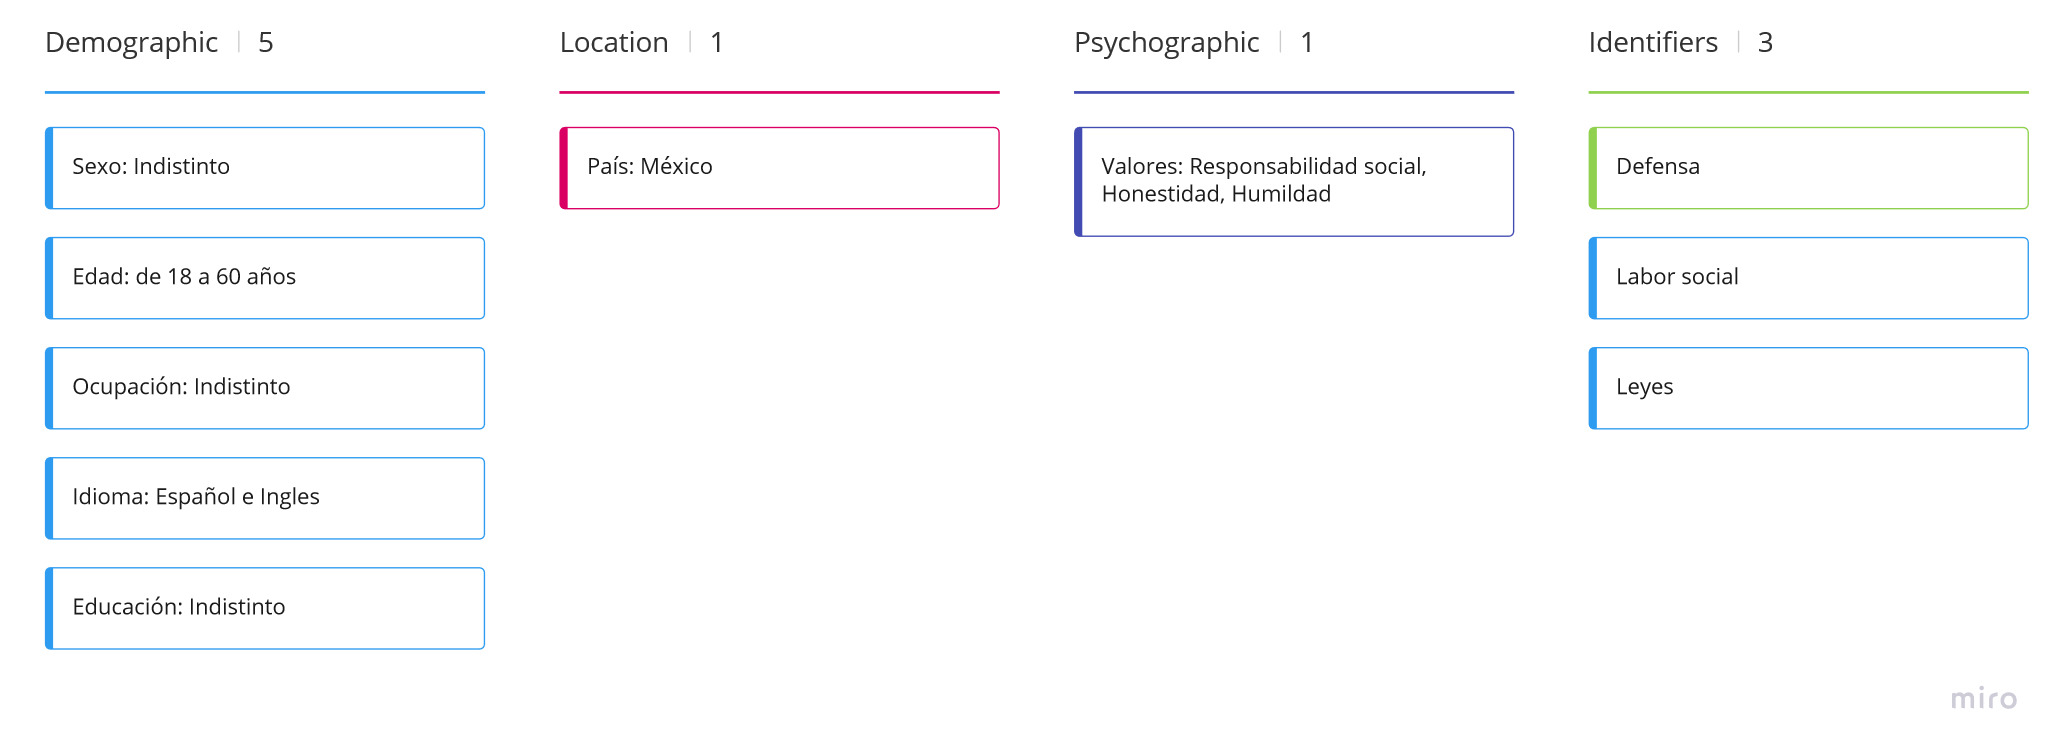 Demographic | 5
Sexo: Indistinto
Edad: de 18 a 60 años
Ocupación: Indistinto
Idioma: Español e Ingles
Educación: Indistinto
Location | 1
País: México
Psychographic | 1
Valores: Responsabilidad social,
Honestidad, Humildad
Identifiers | 3
Defensa
Labor social
Leyes
miro